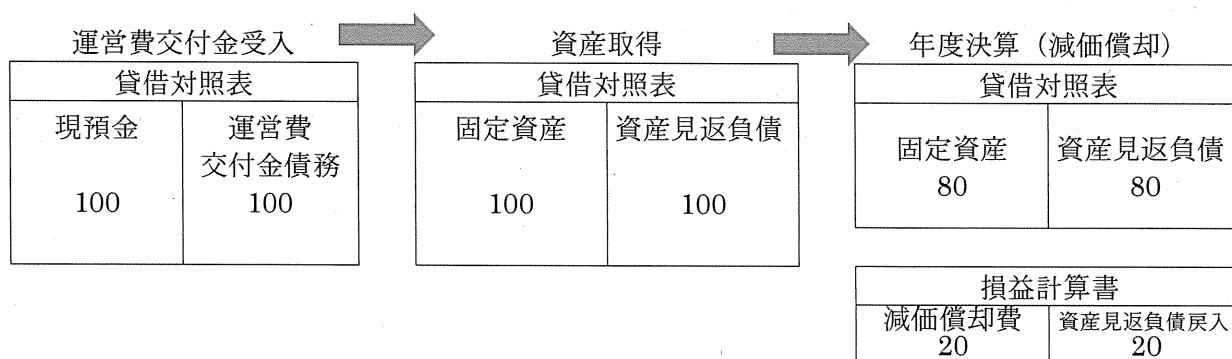 運営費交付金受入
貸借対照表
現預金
100
運営費
交付金債務
100
資産取得
貸借対照表
固定資産
100
資産見返負債
100
年度決算（減価償却）
貸借対照表
固定資産
80
資産見返負債
80
損益計算書
減価償却費
20
資産見返負債戻入
20